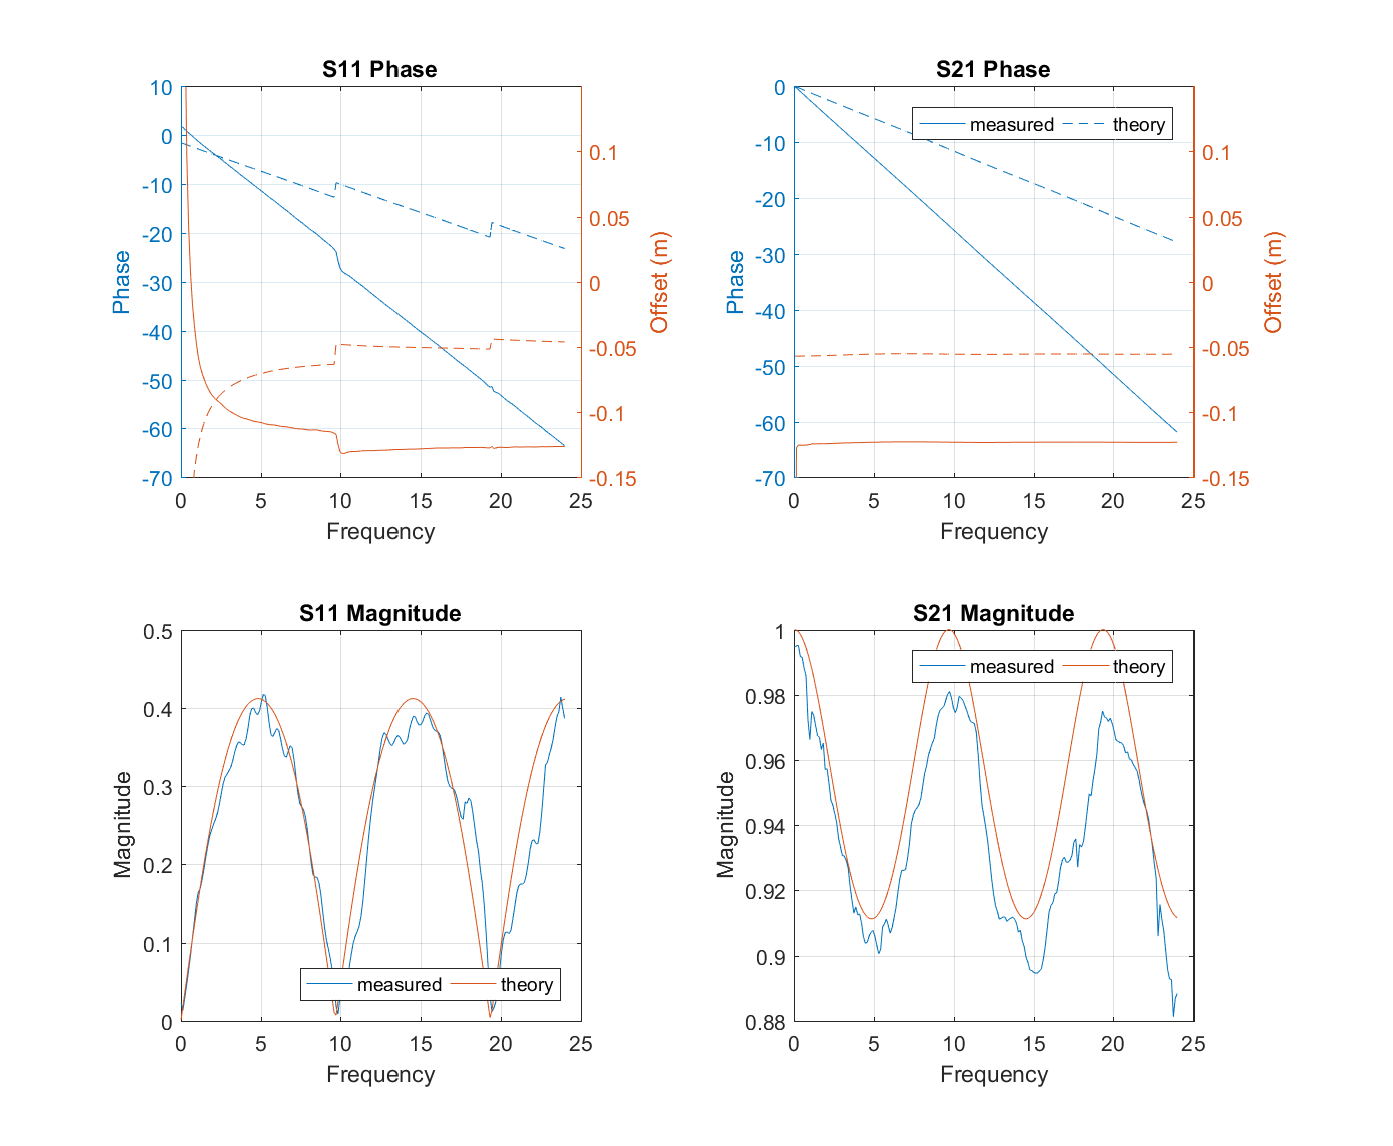 S11 Phase
10
0
-10
-20
-30
-40
-50
-60
-70
Phase
0.1
0.05
0
-0.05
-0.1
-0.15
Offset (m)
0 5 10 15 20 25
Frequency
S21 Phase
measured theory
0
-10
-20
-30
-40
-50
-60
-70
Phase
0.1
0.05
0
-0.05
-0.1
-0.15
Offset (m)
0 5 10 15 20 25
Frequency
S11 Magnitude
0.5
0.4
0.3
0.2
0.1
0
Magnitude
measured theory
0 5 10 15 20 25
Frequency
S21 Magnitude
measured theory
1
0.98
0.96
0.94
0.92
0.9
0.88
Magnitude
0 5 10 15 20 25
Frequency